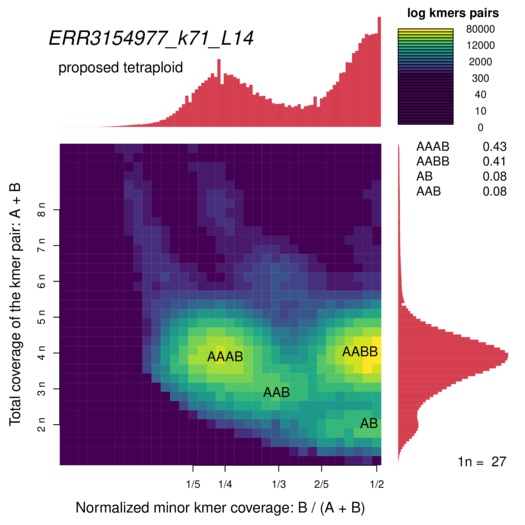 ERR3154977_k71_L14
proposed tetraploid
log kmers pairs
80000
12000
2000
300
40
10
0
AAAB 0.43
AABB 0.41
AB 0.08
AAB 0.08
Total coverage of the kmer pair: A + B
8 n
7 n
6 n
5 n
4 n
3 n
2 n
AAAB
AABB
AAB
AB
1n = 27
1/5 1/4 1/3 2/5 1/2
Normalized minor kmer coverage: B / (A + B)